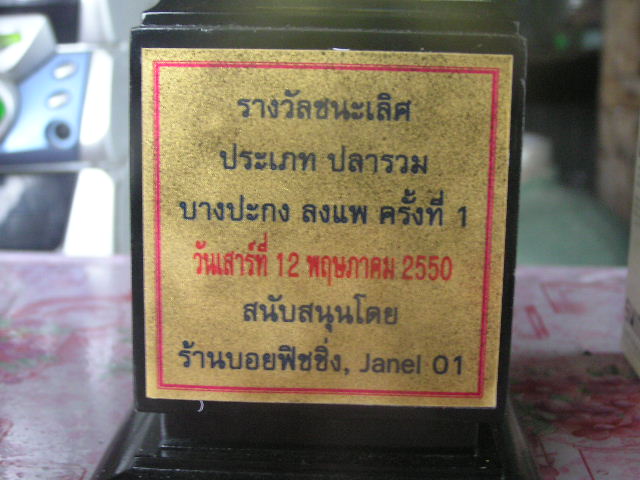 รางวัลชนะเลิศ
ประเภท ปลารวม
บางปะกง ลงแพ ครั้งที่ 1
วันเสาร์ที่ 12 พฤษภาคม 2550
สนับสนุนโดย
ร้านบอยฟิชชิ่ง, Janel 01